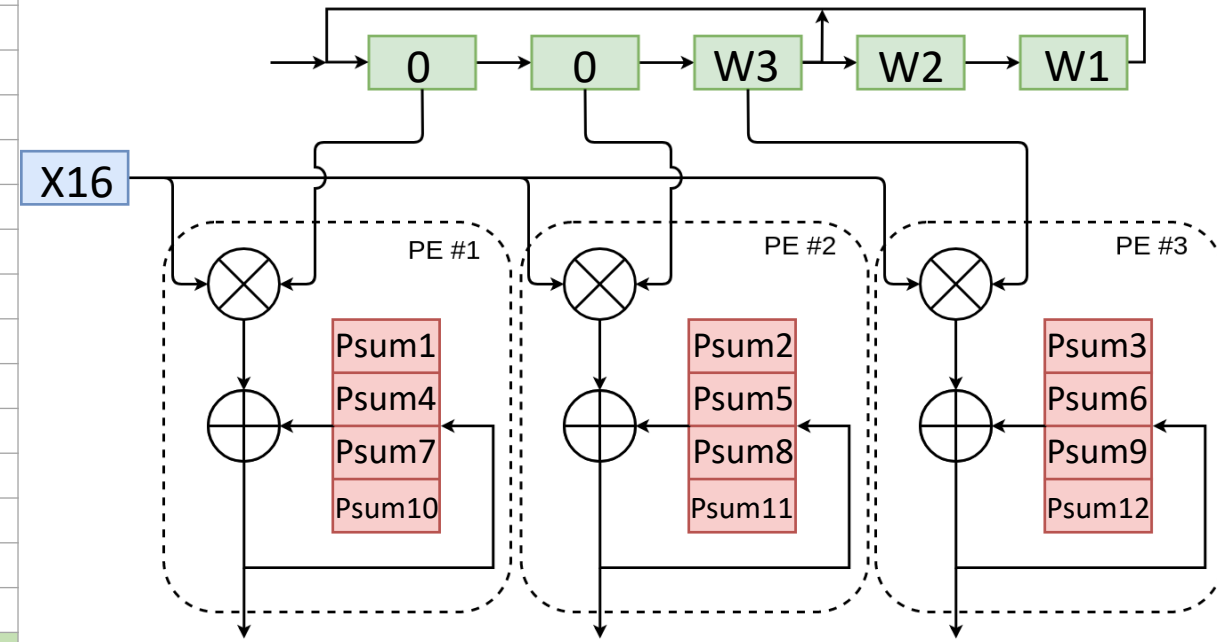 0 0 W3 W2 W1
X16
PE #1 PE #2 PE #3
Psum1 Psum2 Psum3
Psum4 Psum5 Psum6
Psum7 Psum8 Psum9
Psum10 Psum11 Psum12